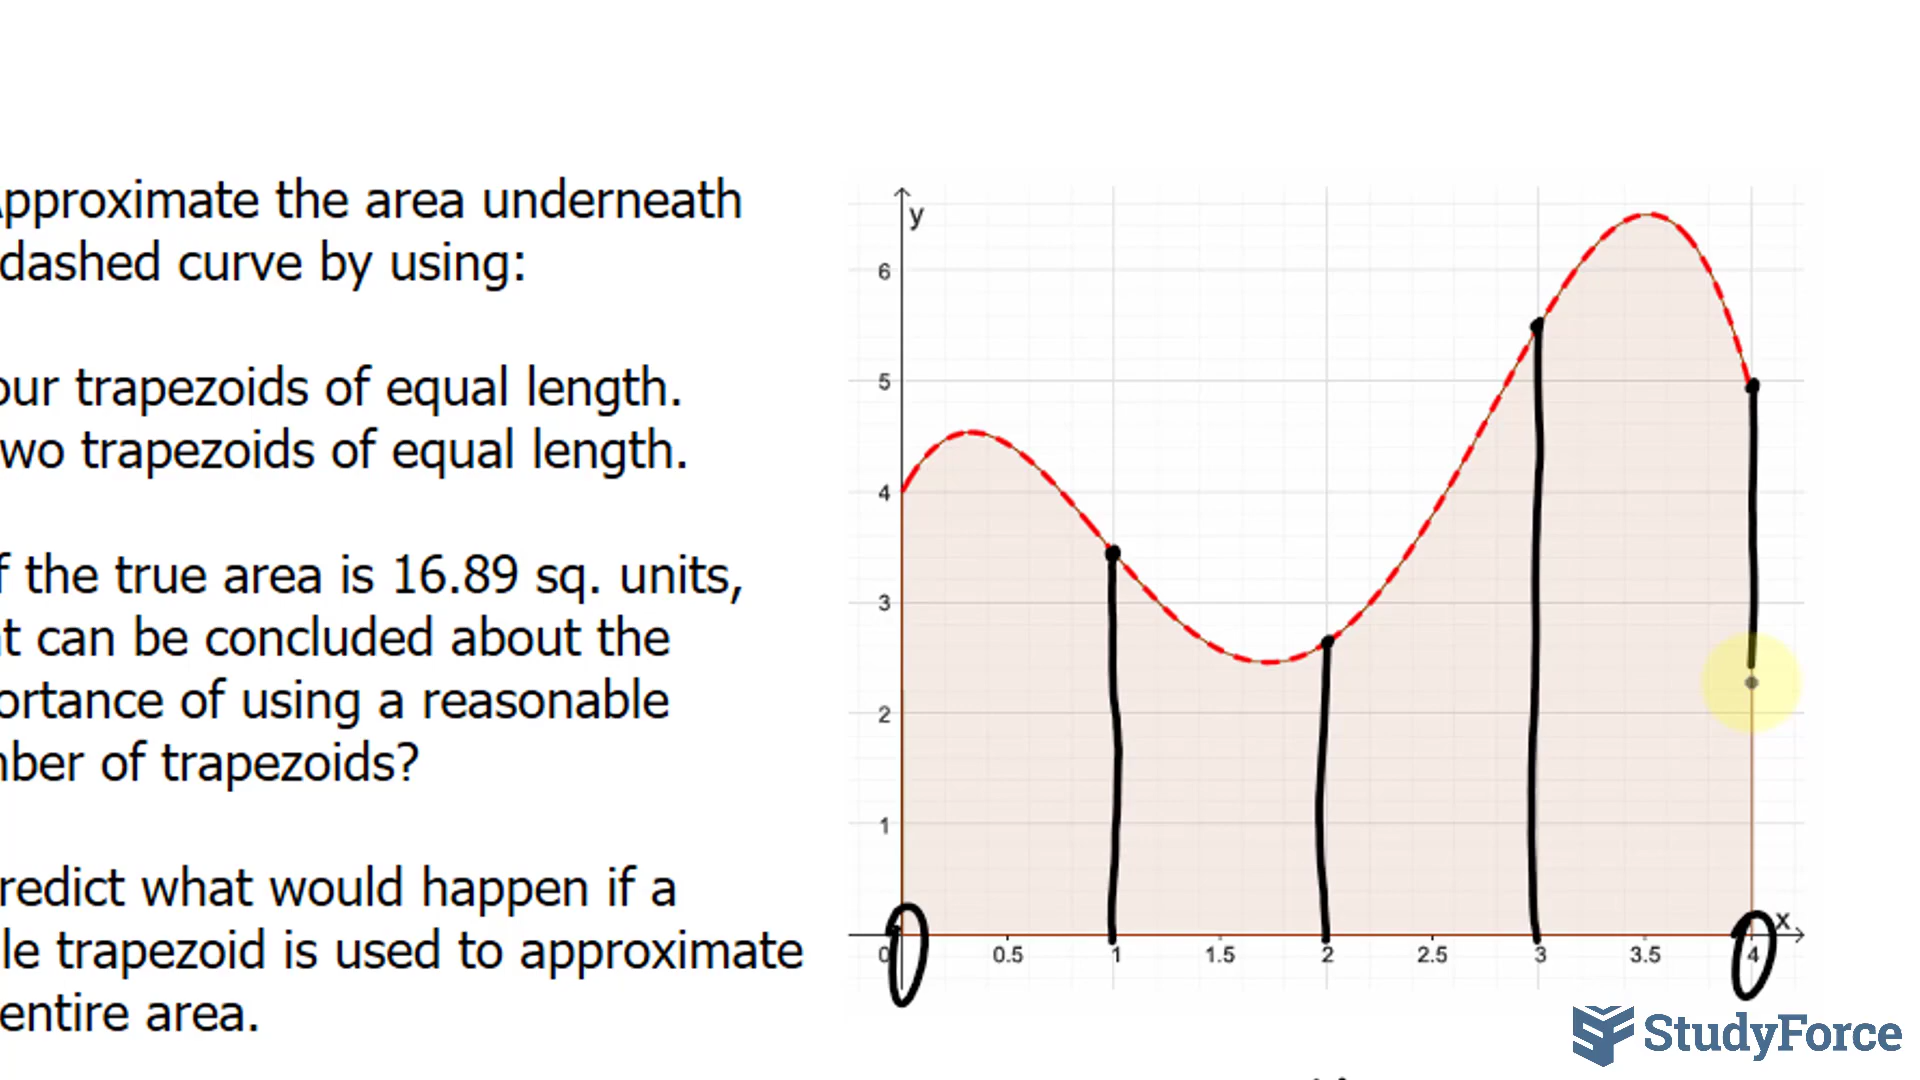 pproximate the area underneath
dashed curve by using:
our trapezoids of equal length.
wo trapezoids of equal length.
f the true area is 16.89 sq. units,
t can be concluded about the
ortance of using a reasonable
ber of trapezoids?
redict what would happen if a
le trapezoid is used to approximate
entire area.
y
6
5
4
3
2
1
x
0 0.5 1 1.5 2 2.5 3 3.5 4
StudyForce